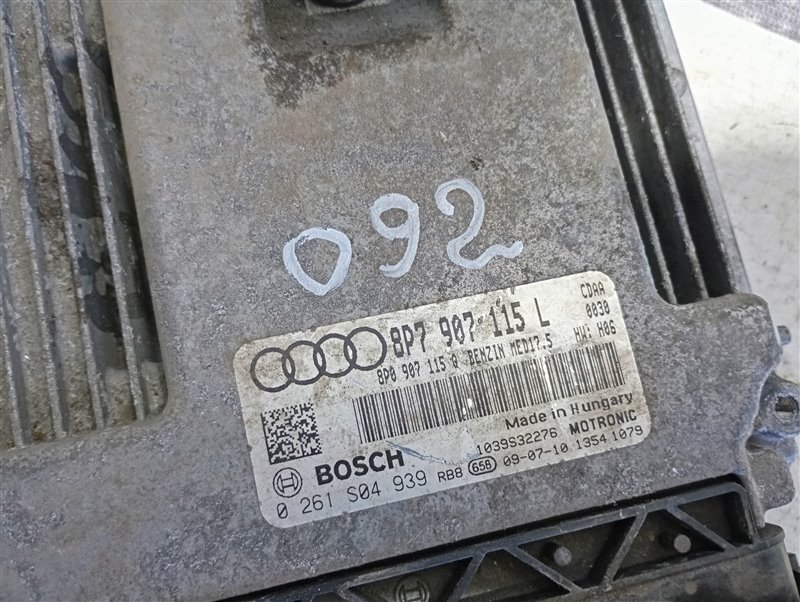 092
8P7 907 115 L
CDAA
0030
8P0 907 115 Q BENZIN MED17.5
HW: H06
Made in Hungary
1039S32276 MOTRONIC
BOSCH
0 261 S04 939 RB8 658 09-07-10 1354 1079